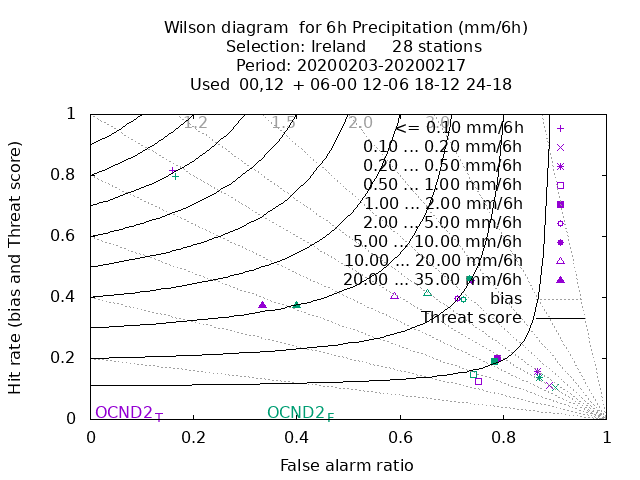 Wilson diagram  for 6h Precipitation (mm/6h)
Selection: Ireland     28 stations
Period: 20200203-20200217
Used  00,12  + 06-00 12-06 18-12 24-18
1.2 1.5 2.0 3.0
<= 0.10 mm/6h
0.10 ... 0.20 mm/6h
0.20 ... 0.50 mm/6h
0.50 ... 1.00 mm/6h
1.00 ... 2.00 mm/6h
2.00 ... 5.00 mm/6h
5.00 ... 10.00 mm/6h
10.00 ... 20.00 mm/6h
20.00 ... 35.00 mm/6h
bias
Threat score
1
0.8
0.6
0.4
0.2
0
Hit rate (bias and Threat score)
OCND2_T OCND2_F
0 0.2 0.4 0.6 0.8 1
False alarm ratio